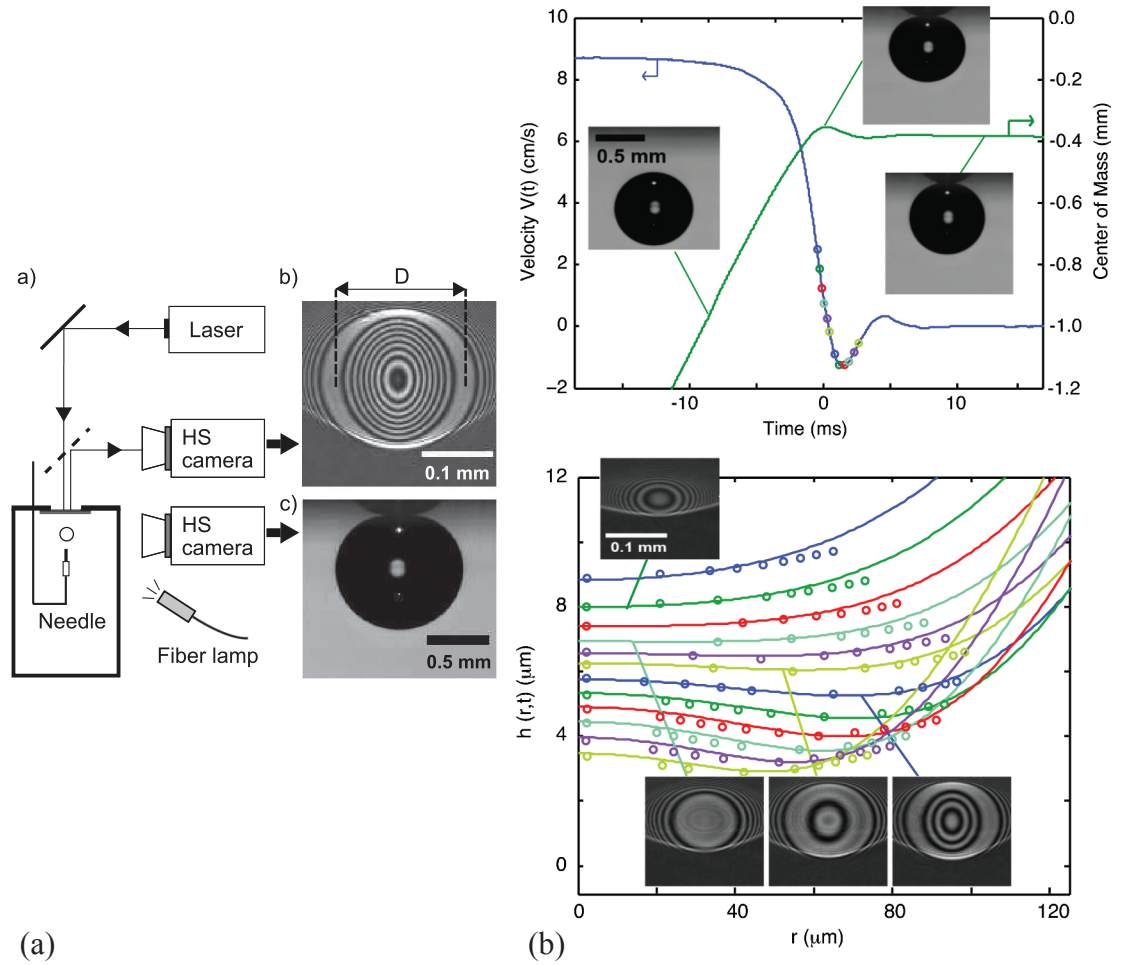 a)
Laser
HS
camera
HS
camera
Needle
Fiber lamp
b)
D
0.1 mm
c)
0.5 mm
(a)
10
8
6
4
2
0
−2
Velocity V(t) (cm/s)
0.0
-0.2
-0.4
-0.6
-0.8
-1.0
-1.2
Center of Mass (mm)
0.5 mm
-10
0
10
Time (ms)
12
8
4
0
h (r,t) (μm)
0.1 mm
0
40
80
120
r (μm)
(b)